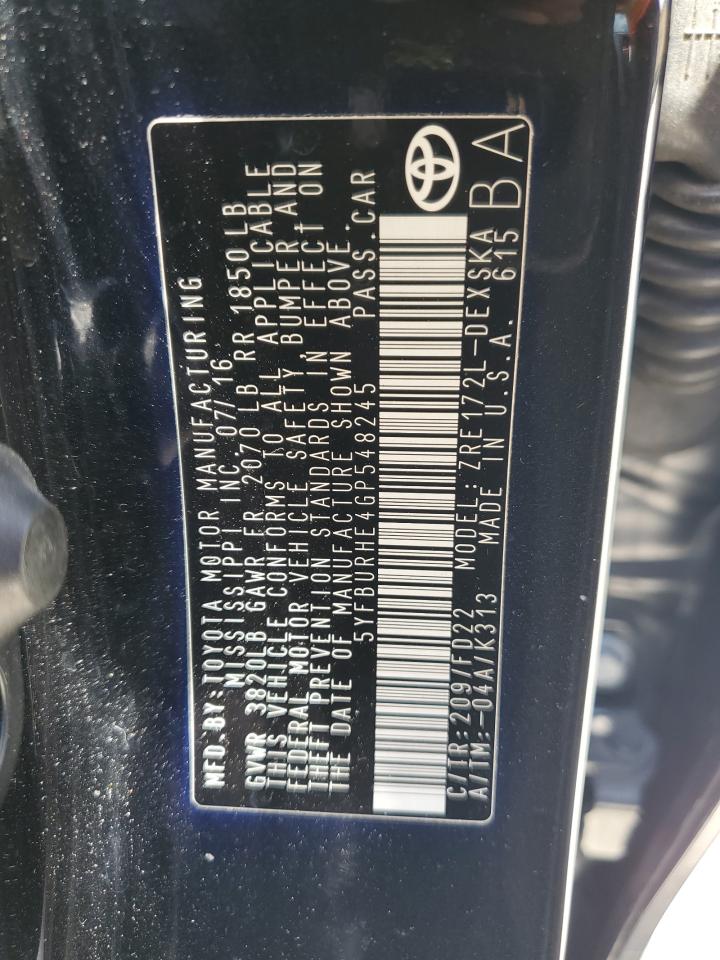 MFD BY: TOYOTA MOTOR MANUFACTURING
MISSISSIPPI INC. 07/16
GVWR 3820LB GAWR FR 2070 LB RR 1850 LB
THIS VEHICLE CONFORMS TO ALL APPLICABLE
FEDERAL MOTOR VEHICLE SAFETY, BUMPER AND
THEFT PREVENTION STANDARDS IN EFFECT ON
THE DATE OF MANUFACTURE SHOWN ABOVE.
5YFBURHE4GP548245 PASS.CAR
C/TR:209/FD22 MODEL: ZRE172L-DEXSKA
A/TM:-04A/K313 MADE IN U.S.A. 615
BA